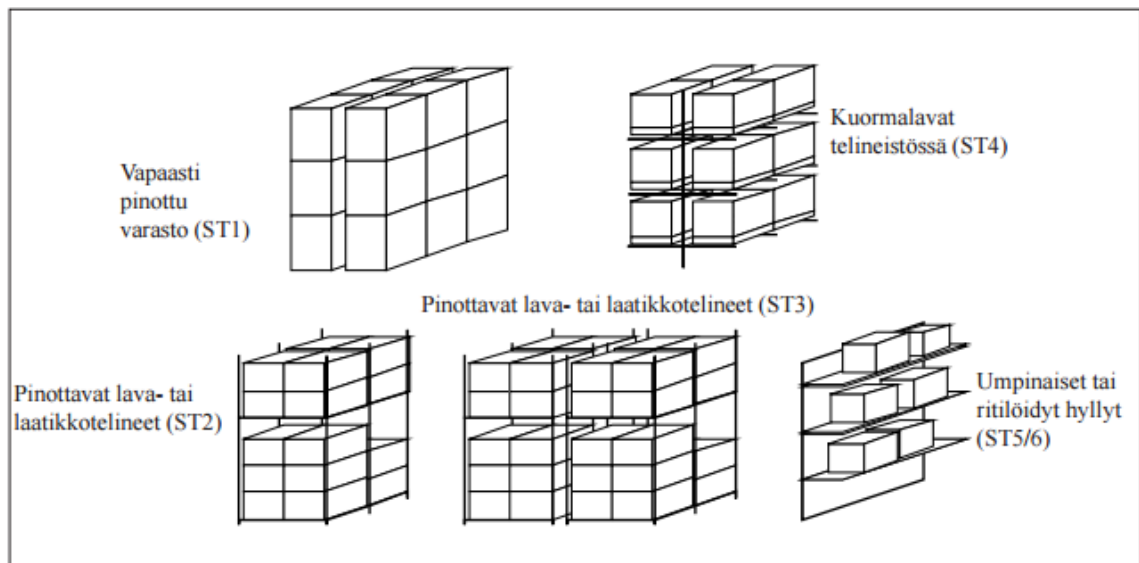 Vapaasti
pinottu
varasto (ST1)
Kuormalavat
telineistössä (ST4)
Pinottavat lava- tai laatikkotelineet (ST3)
Pinottavat lava- tai
laatikkotelineet (ST2)
Umpinaiset tai
ritilöidyt hyllyt
(ST5/6)